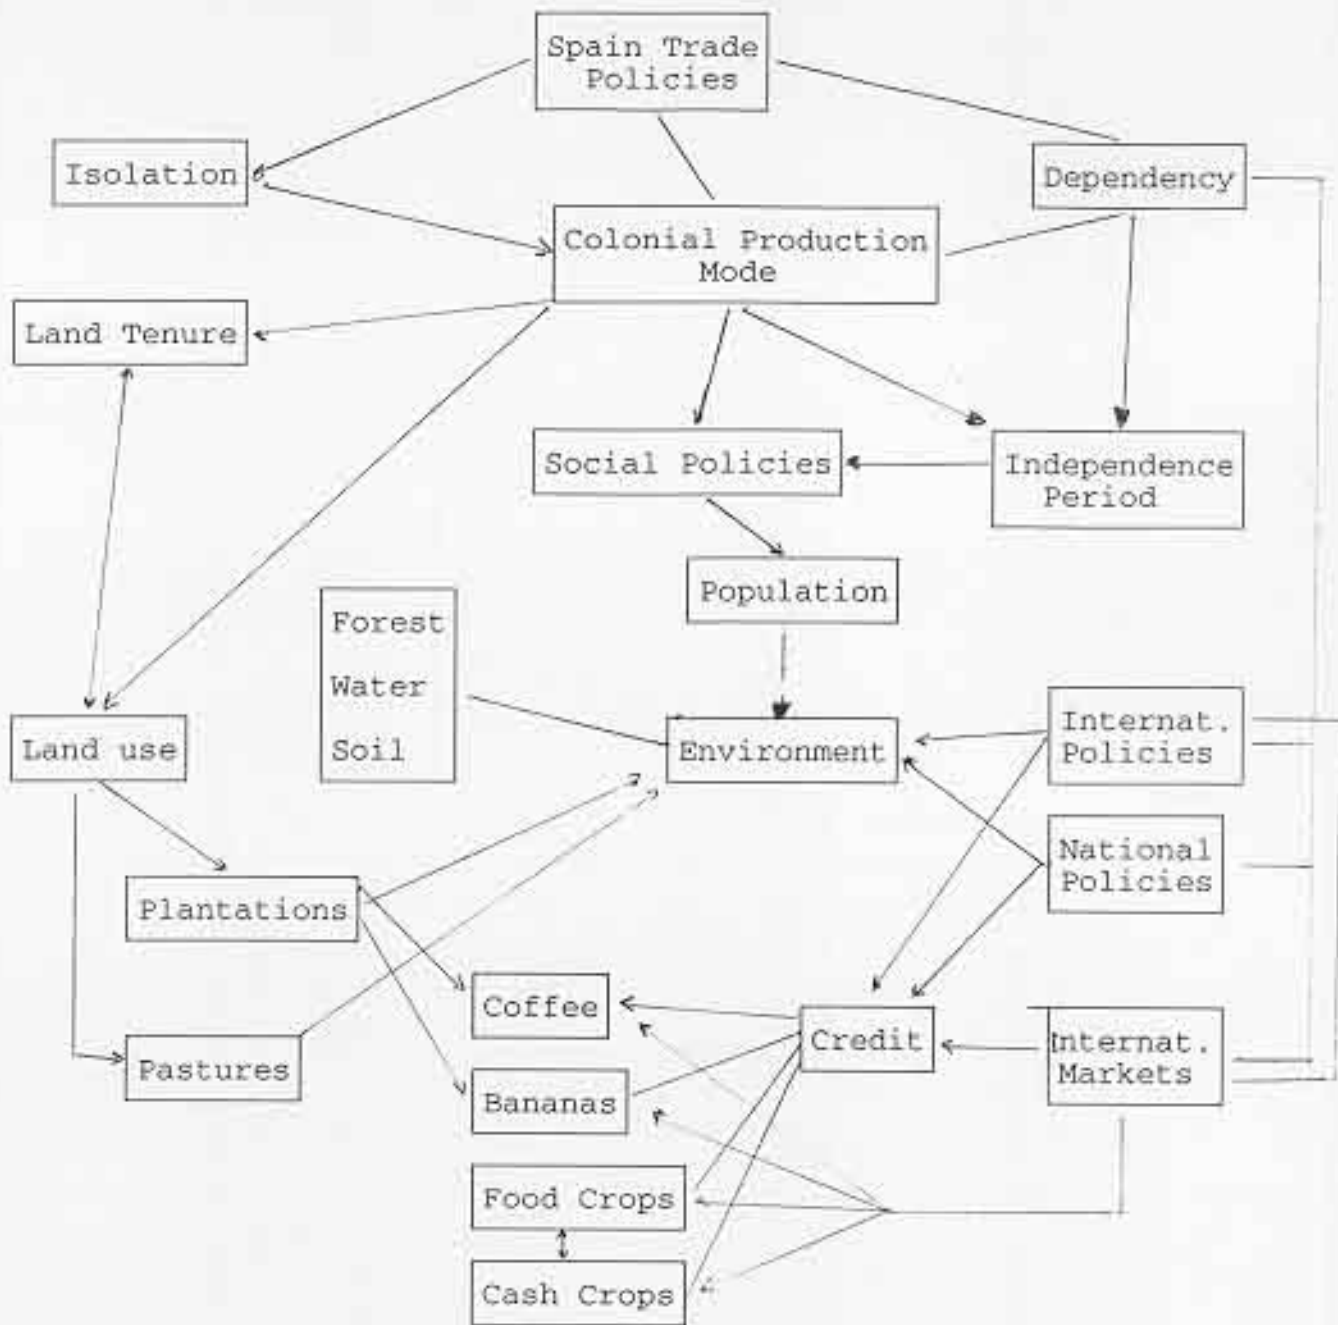 Spain Trade
Policies
Isolation
Dependency
Colonial Production
Mode
Land Tenure
Social Policies
Independence
Period
Population
Forest
Water
Soil
Land use
Environment
Internat.
Policies
National
Policies
Plantations
Coffee
Credit
Internat.
Markets
Pastures
Bananas
Food Crops
Cash Crops